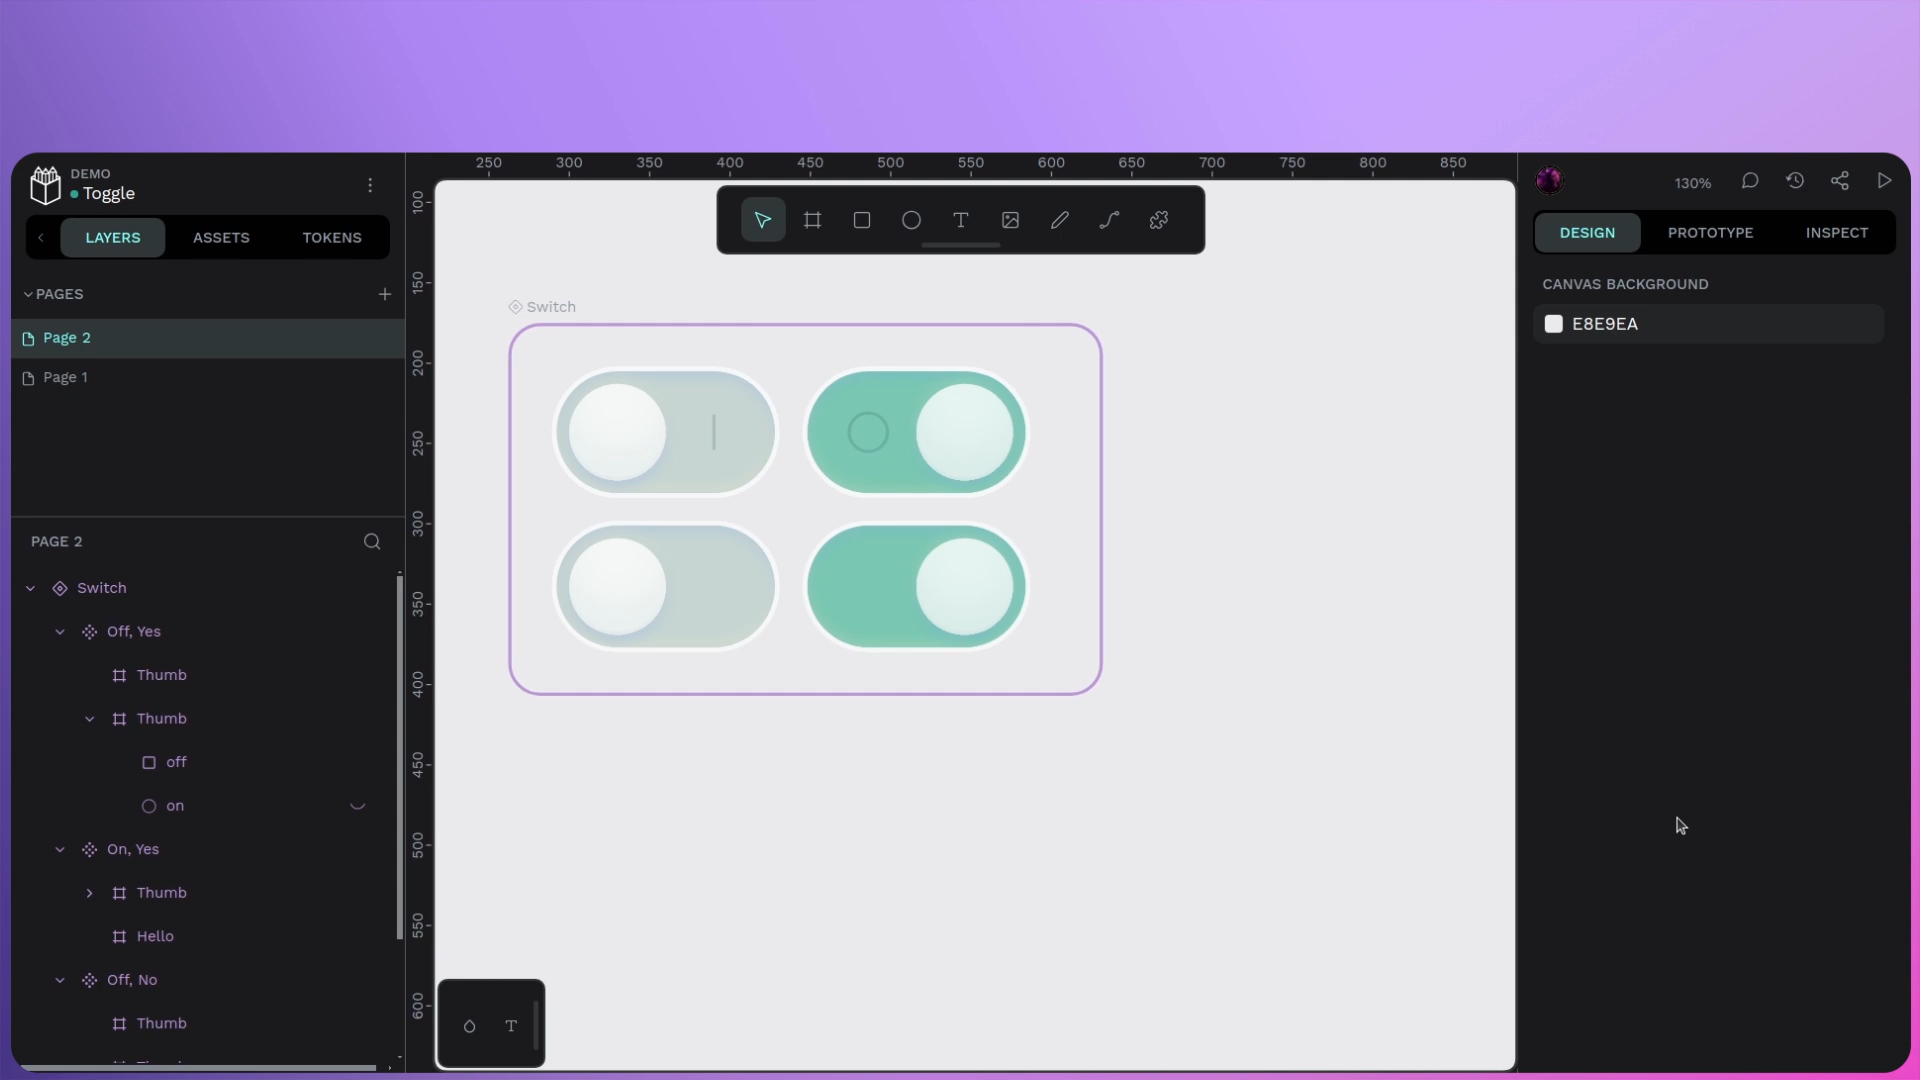 DEMO
Toggle
LAYERS
ASSETS
TOKENS
PAGES
Page 2
Page 1
PAGE 2
Switch
Off, Yes
Thumb
Thumb
off
on
On, Yes
Thumb
Hello
Off, No
Thumb
250 300 350 400 450 500 550 600 650 700 750 800 850
100
150
200
250
300
350
400
450
500
550
600
T
Switch
T
130%
DESIGN
PROTOTYPE
INSPECT
CANVAS BACKGROUND
E8E9EA